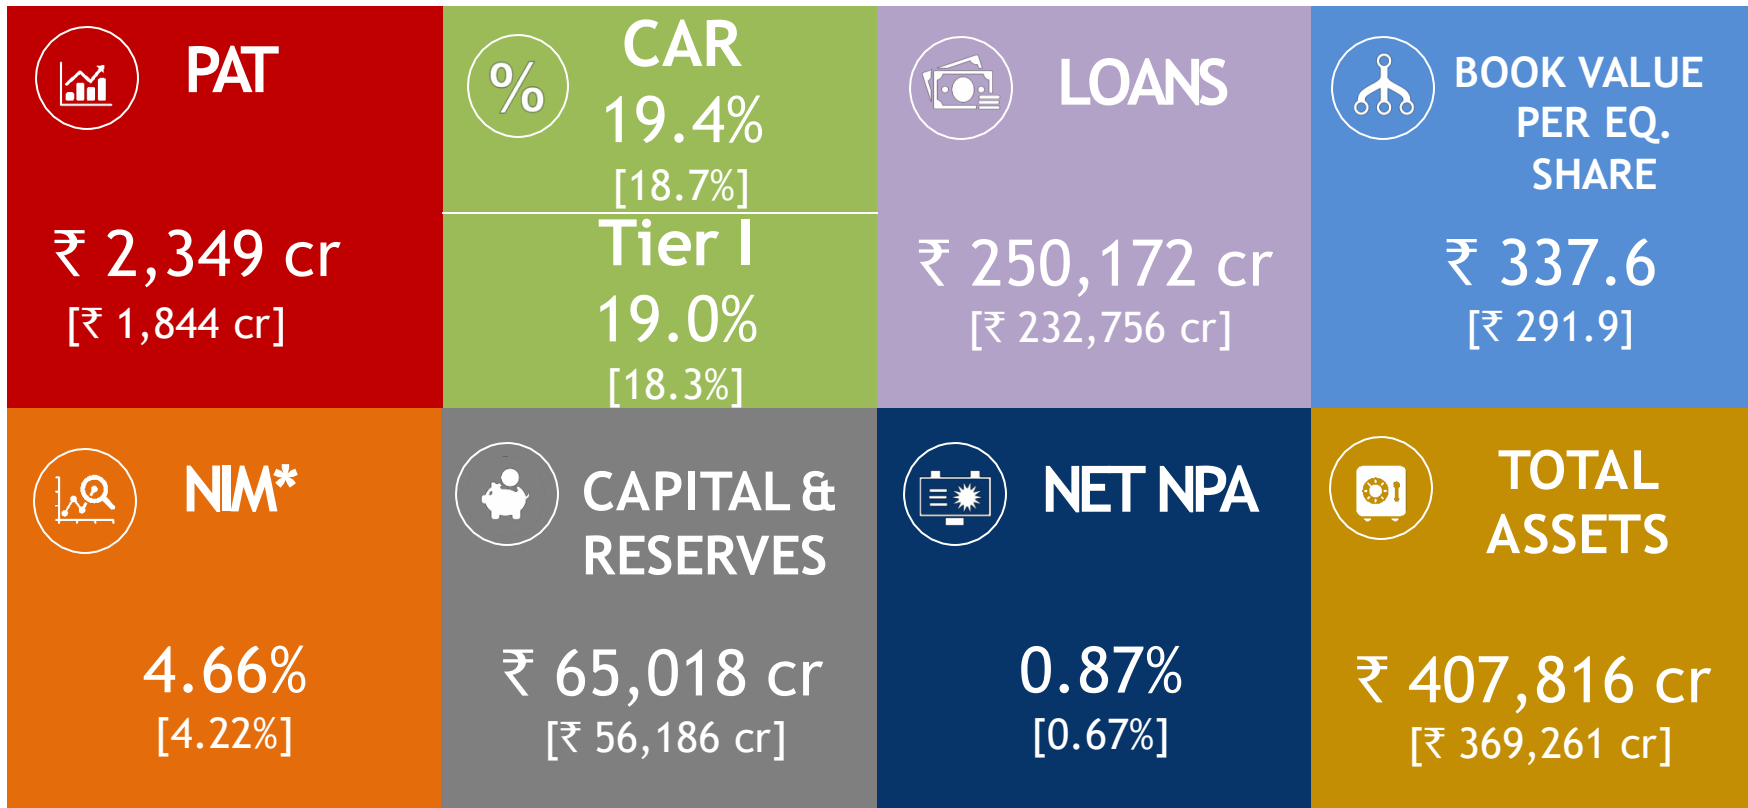 PAT
₹ 2,349 cr
[₹ 1,844 cr]
CAR
19.4%
[18.7%]
Tier I
19.0%
[18.3%]
LOANS
₹ 250,172 cr
[₹ 232,756 cr]
BOOK VALUE
PER EQ.
SHARE
₹ 337.6
[₹ 291.9]
NIM*
4.66%
[4.22%]
CAPITAL &
RESERVES
₹ 65,018 cr
[₹ 56,186 cr]
NET NPA
0.87%
[0.67%]
TOTAL
ASSETS
₹ 407,816 cr
[₹ 369,261 cr]